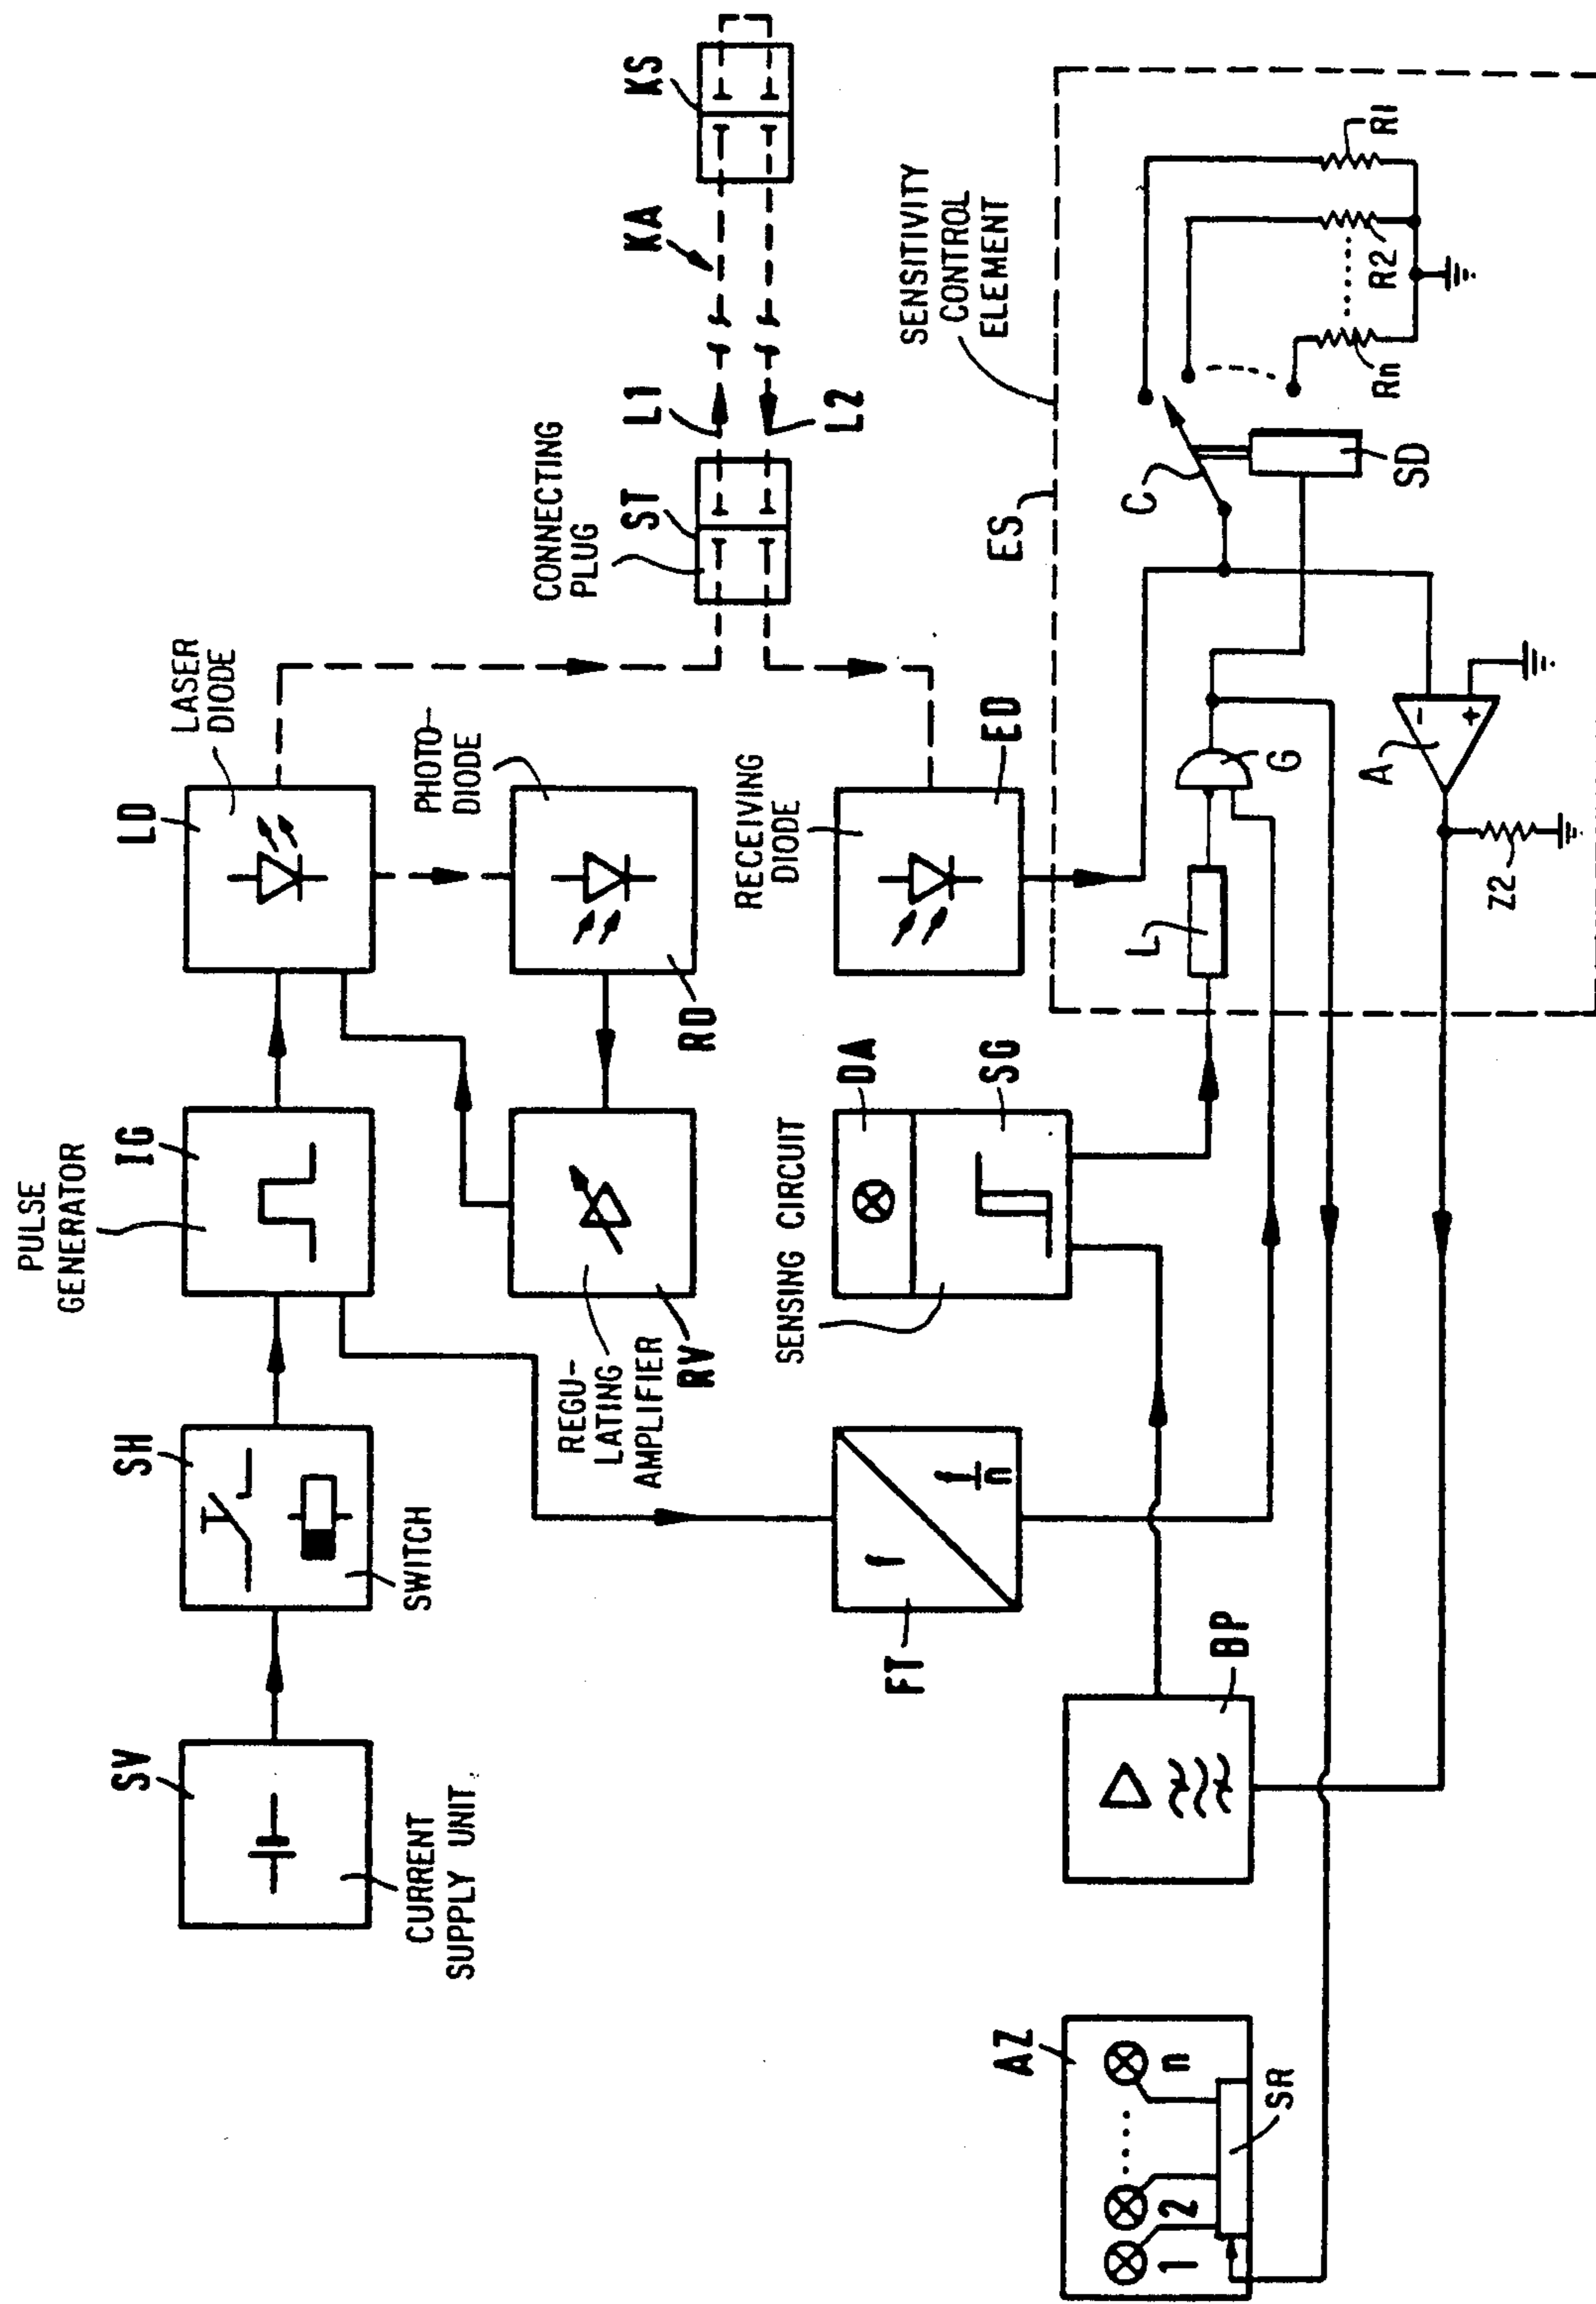 SV
CURRENT
SUPPLY UNIT
SH
SWITCH
PULSE
GENERATOR
IG
LD
LASER
DIODE
REGU-
LATING
AMPLIFIER
RV
RD
PHOTO-
DIODE
CONNECTING
PLUG
ST
L1
L2
KA
KS
FT
f
f/n
SENSING CIRCUIT
DA
SG
RECEIVING
DIODE
ED
SENSITIVITY
CONTROL
ELEMENT
ES
AZ
1
2
n
SR
BP
L
G
C
SD
R1
R2
Rn
A
-
+
Z2